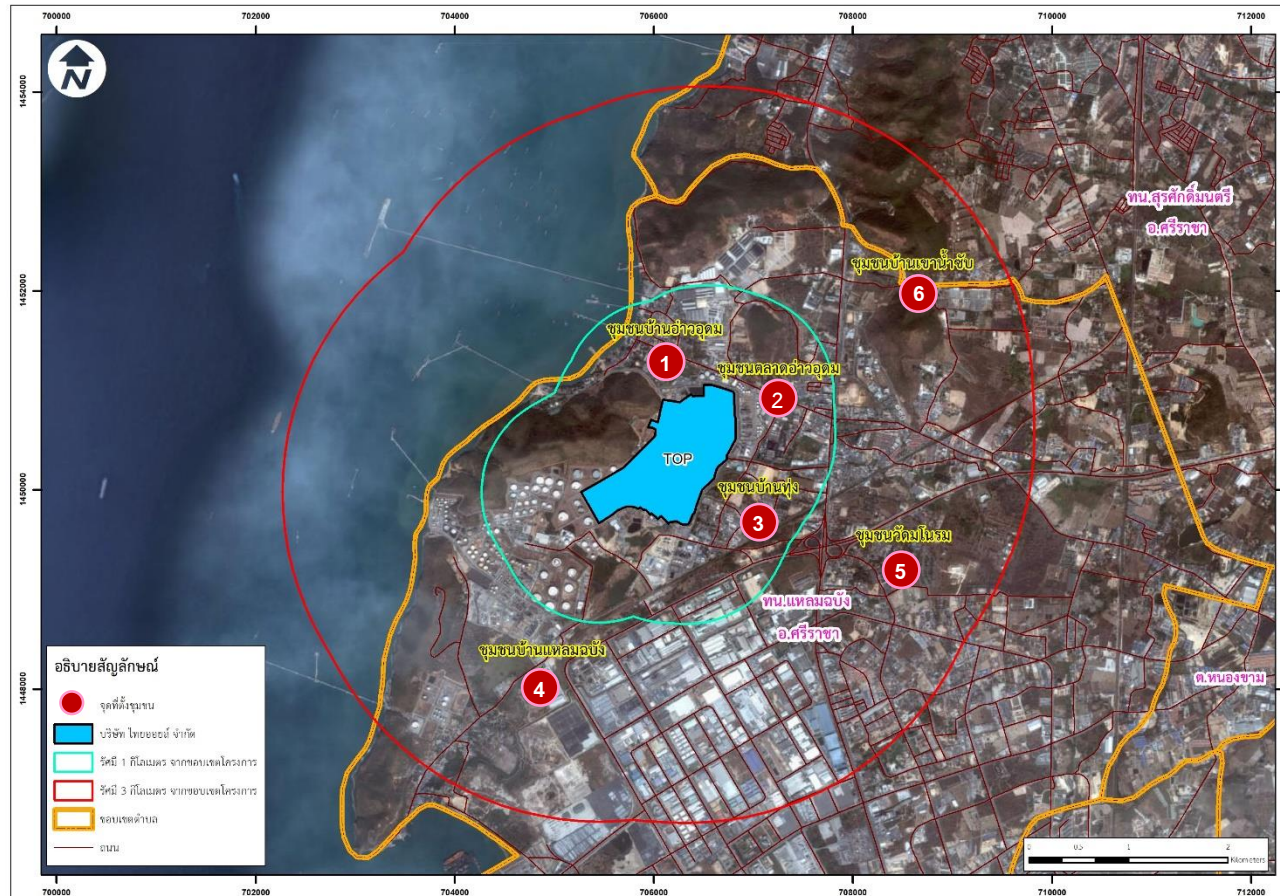 700000 702000 704000 706000 708000 710000 712000
1454000
1452000
1450000
1448000
N
ทน.สุรศักดิ์มนตรี
อ.ศรีราชา
ชุมชนบ้านเขาน้ำซับ
6
ชุมชนบ้านอ่าวอุดม
1
ชุมชนตลาดอ่าวอุดม
2
TOP
ชุมชนบ้านทุ่ง
3
ชุมชนวัดมโนรม
5
ทน.แหลมฉบัง
อ.ศรีราชา
ชุมชนบ้านแหลมฉบัง
4
ต.หนองขาม
อธิบายสัญลักษณ์
จุดที่ตั้งชุมชน
บริษัท ไทยออยล์ จำกัด
รัศมี 1 กิโลเมตร จากขอบเขตโครงการ
รัศมี 3 กิโลเมตร จากขอบเขตโครงการ
ขอบเขตตำบล
ถนน
0 0.5 1 2
Kilometers
1454000
1452000
1450000
1448000
700000 702000 704000 706000 708000 710000 712000